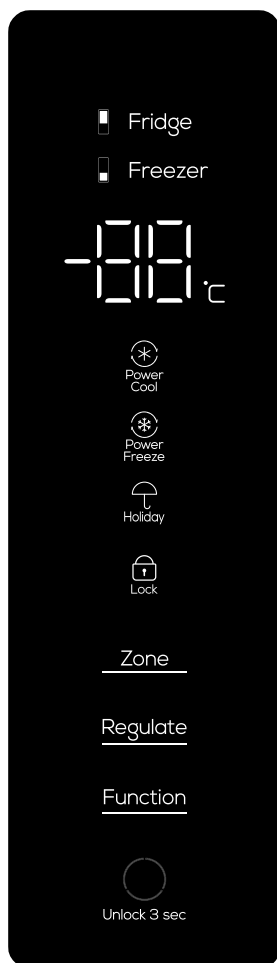 Fridge
Freezer
-88 °C
Power
Cool
Power
Freeze
Holiday
Lock
Zone
Regulate
Function
Unlock 3 sec